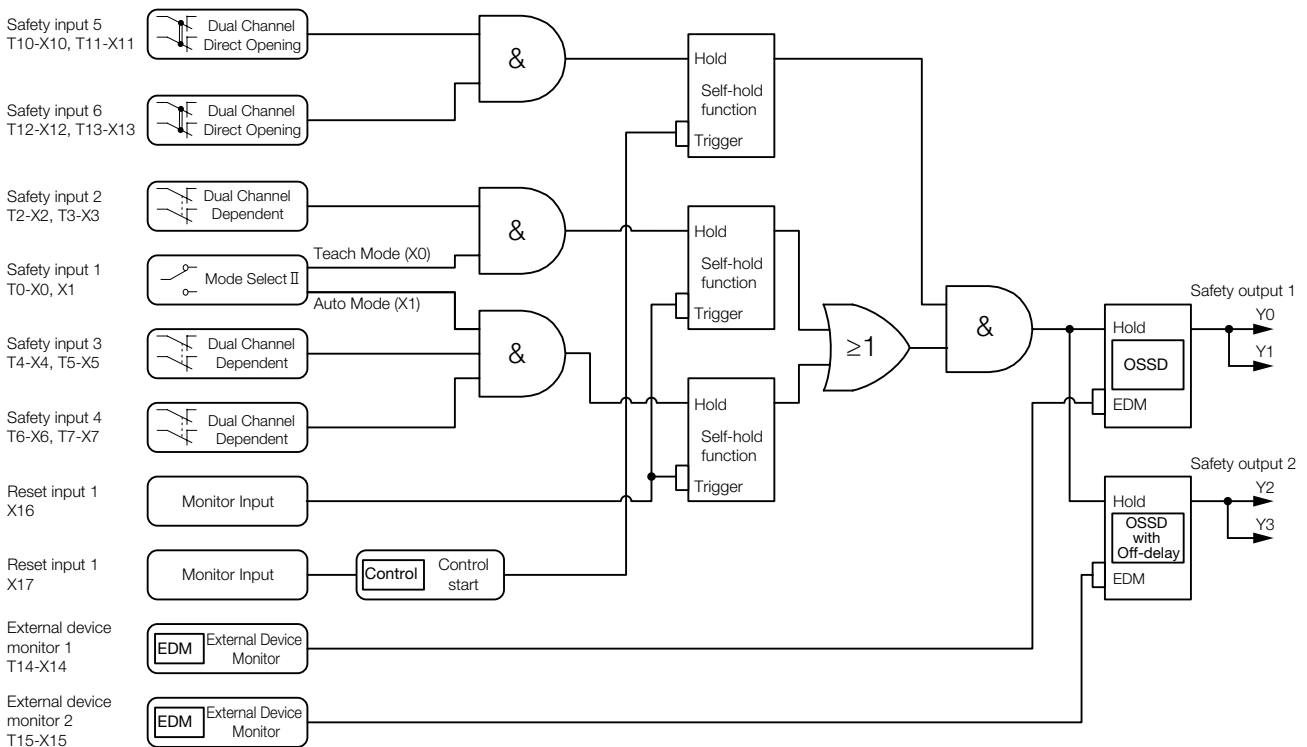 Safety input 5
T10-X10, T11-X11
Dual Channel
Direct Opening
Safety input 6
T12-X12, T13-X13
Dual Channel
Direct Opening
&
Hold
Self-hold
function
Trigger
Safety input 2
T2-X2, T3-X3
Dual Channel
Dependent
Safety input 1
T0-X0, X1
Mode Select II
Teach Mode (X0)
Auto Mode (X1)
&
Hold
Self-hold
function
Trigger
Safety input 3
T4-X4, T5-X5
Dual Channel
Dependent
Safety input 4
T6-X6, T7-X7
Dual Channel
Dependent
&
Hold
Self-hold
function
Trigger
≥1
&
Reset input 1
X16
Monitor Input
Reset input 1
X17
Monitor Input
Control
Control
start
External device
monitor 1
T14-X14
EDM
External Device
Monitor
External device
monitor 2
T15-X15
EDM
External Device
Monitor
Safety output 1
Hold
OSSD
EDM
Y0
Y1
Safety output 2
Hold
OSSD
with
Off-delay
EDM
Y2
Y3